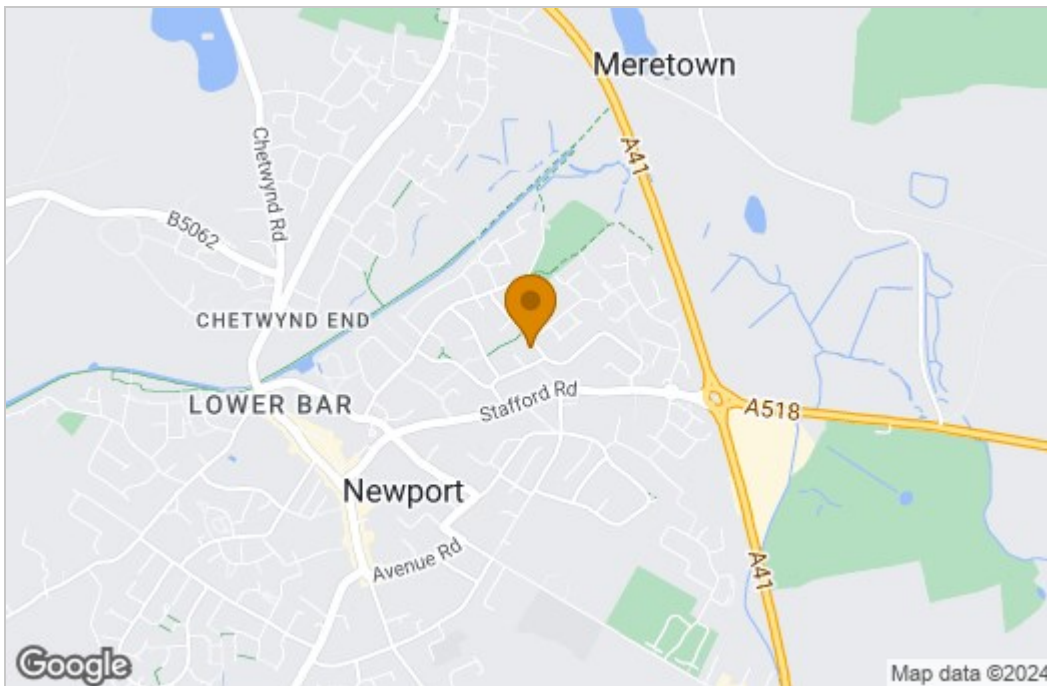 Meretown
A41
Chetwynd Rd
B5062
CHETWYND END
LOWER BAR
Stafford Rd
A518
Newport
Avenue Rd
A41
Google
Map data ©2024